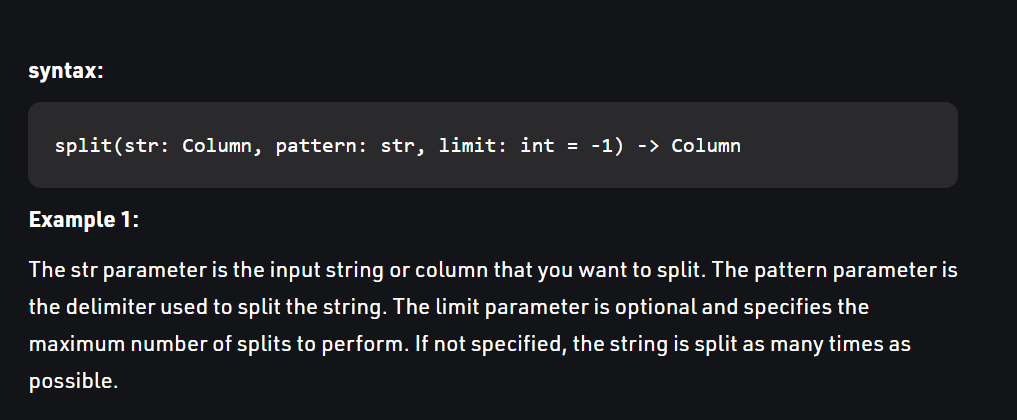 syntax:
split(str: Column, pattern: str, limit: int = -1) -> Column
Example 1:
The str parameter is the input string or column that you want to split. The pattern parameter is
the delimiter used to split the string. The limit parameter is optional and specifies the
maximum number of splits to perform. If not specified, the string is split as many times as
possible.